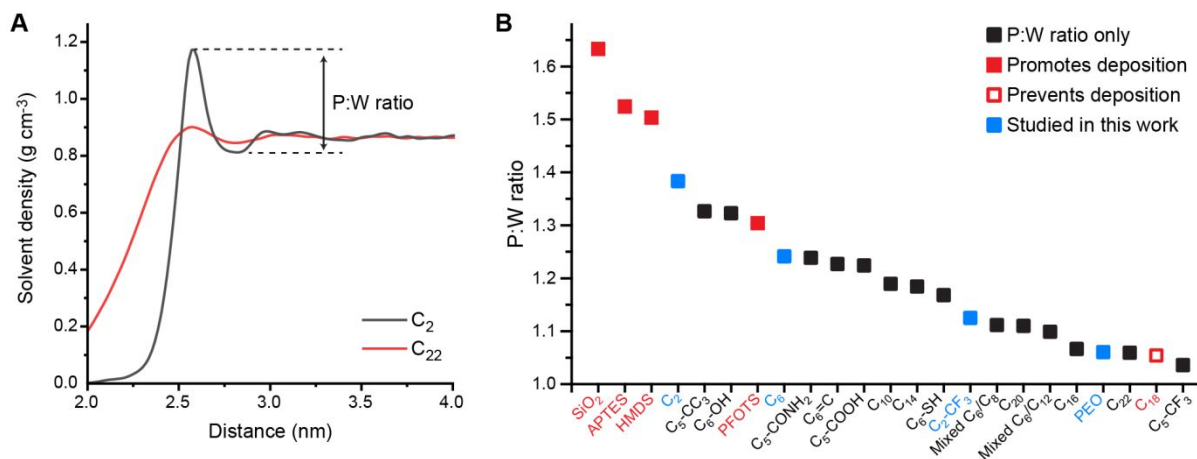 A
Solvent density (g cm⁻³)
1.2
1.0
0.8
0.6
0.4
0.2
0.0
P:W ratio
C₂
C₂₂
2.0 2.5 3.0 3.5 4.0
Distance (nm)
B
P:W ratio
1.6
1.5
1.4
1.3
1.2
1.1
1.0
P:W ratio only
Promotes deposition
Prevents deposition
Studied in this work
SiO₂
APTES
HMDS
C₂
C₅-CC₃
C₆-OH
PFOTS
C₆
C₅-CONH₂
C₆=C
C₅-COOH
C₁₀
C₁₄
C₆-SH
C₂-CF₃
Mixed C₆/C₈
C₂₀
Mixed C₆/C₁₂
C₁₆
PEO
C₂₂
C₁₈
C₅-CF₃